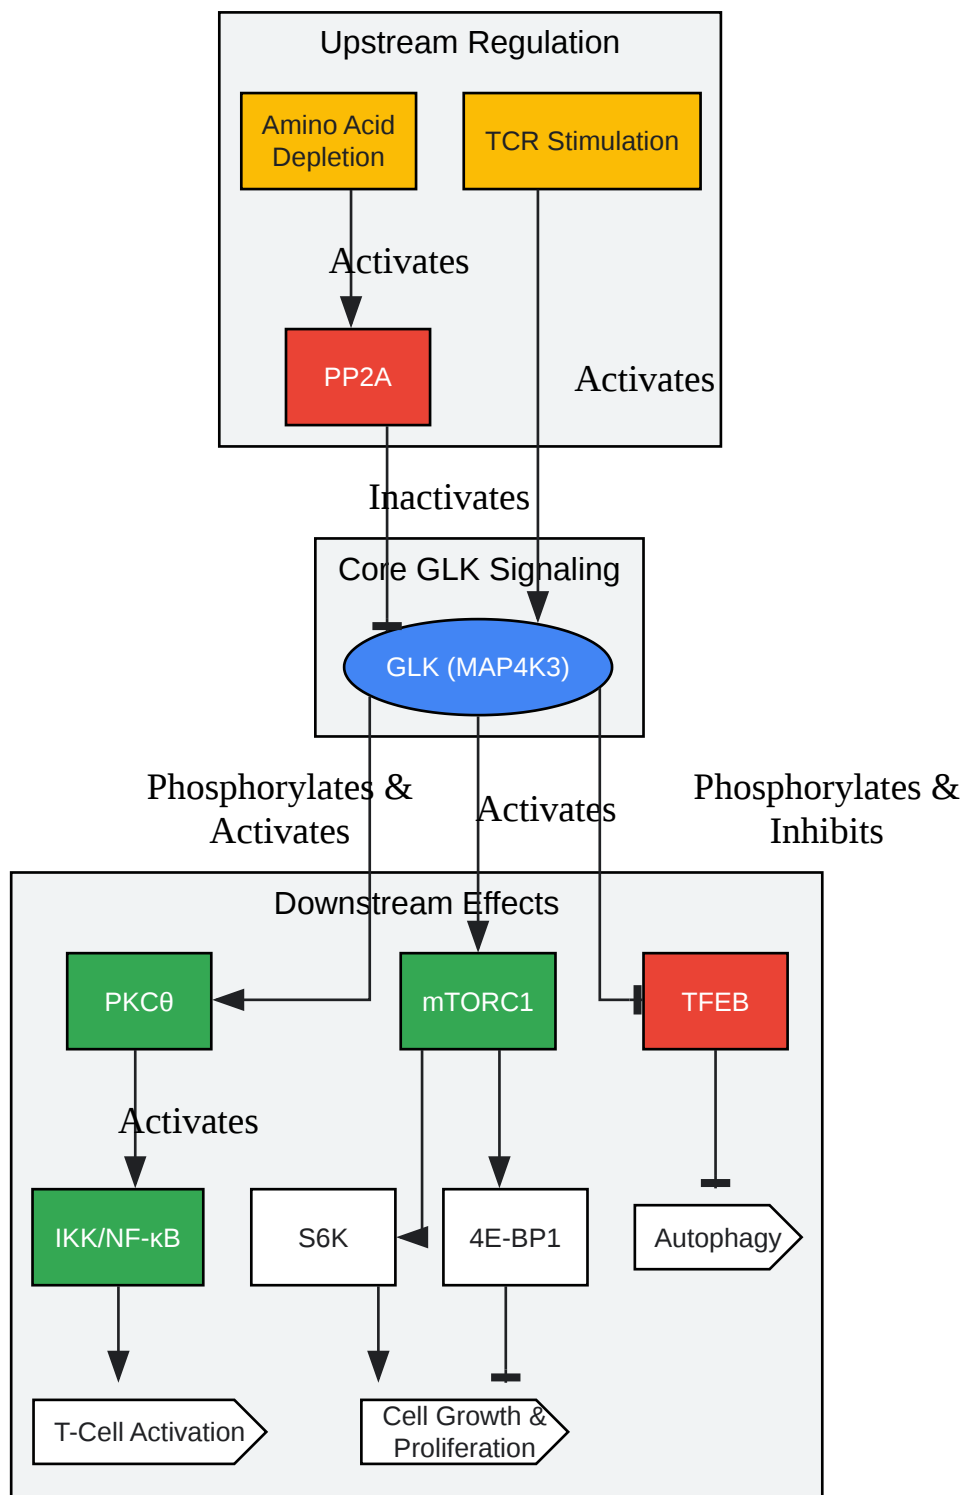 Upstream Regulation
Amino Acid
Depletion
TCR Stimulation
Activates
PP2A
Activates
Inactivates
Core GLK Signaling
GLK (MAP4K3)
Phosphorylates &
Activates
Activates
Phosphorylates &
Inhibits
Downstream Effects
PKCθ
mTORC1
TFEB
Activates
IKK/NF-κB
S6K
4E-BP1
Autophagy
T-Cell Activation
Cell Growth &
Proliferation